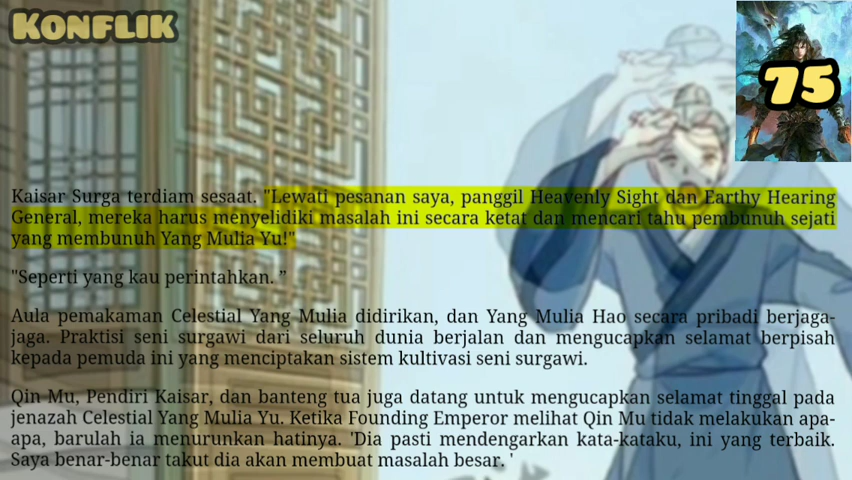 Konflik
75
Kaisar Surga terdiam sesaat. "Lewati pesanan saya, panggil Heavenly Sight dan Earthy Hearing
General, mereka harus menyelidiki masalah ini secara ketat dan mencari tahu pembunuh sejati
yang membunuh Yang Mulia Yu!"
"Seperti yang kau perintahkan. ”
Aula pemakaman Celestial Yang Mulia didirikan, dan Yang Mulia Hao secara pribadi berjaga-
jaga. Praktisi seni surgawi dari seluruh dunia berjalan dan mengucapkan selamat berpisah
kepada pemuda ini yang menciptakan sistem kultivasi seni surgawi.
Qin Mu, Pendiri Kaisar, dan banteng tua juga datang untuk mengucapkan selamat tinggal pada
jenazah Celestial Yang Mulia Yu. Ketika Founding Emperor melihat Qin Mu tidak melakukan apa-
apa, barulah ia menurunkan hatinya. 'Dia pasti mendengarkan kata-kataku, ini yang terbaik.
Saya benar-benar takut dia akan membuat masalah besar. '